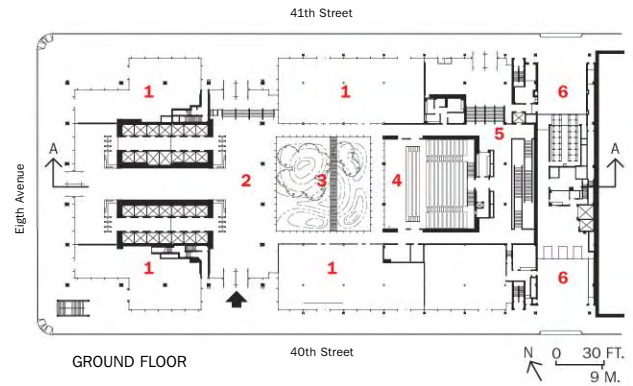 41th Street
1
1
6
A
5
A
2
3
4
Eigth Avenue
1
1
6
GROUND FLOOR
40th Street
N
0 30 FT.
9 M.